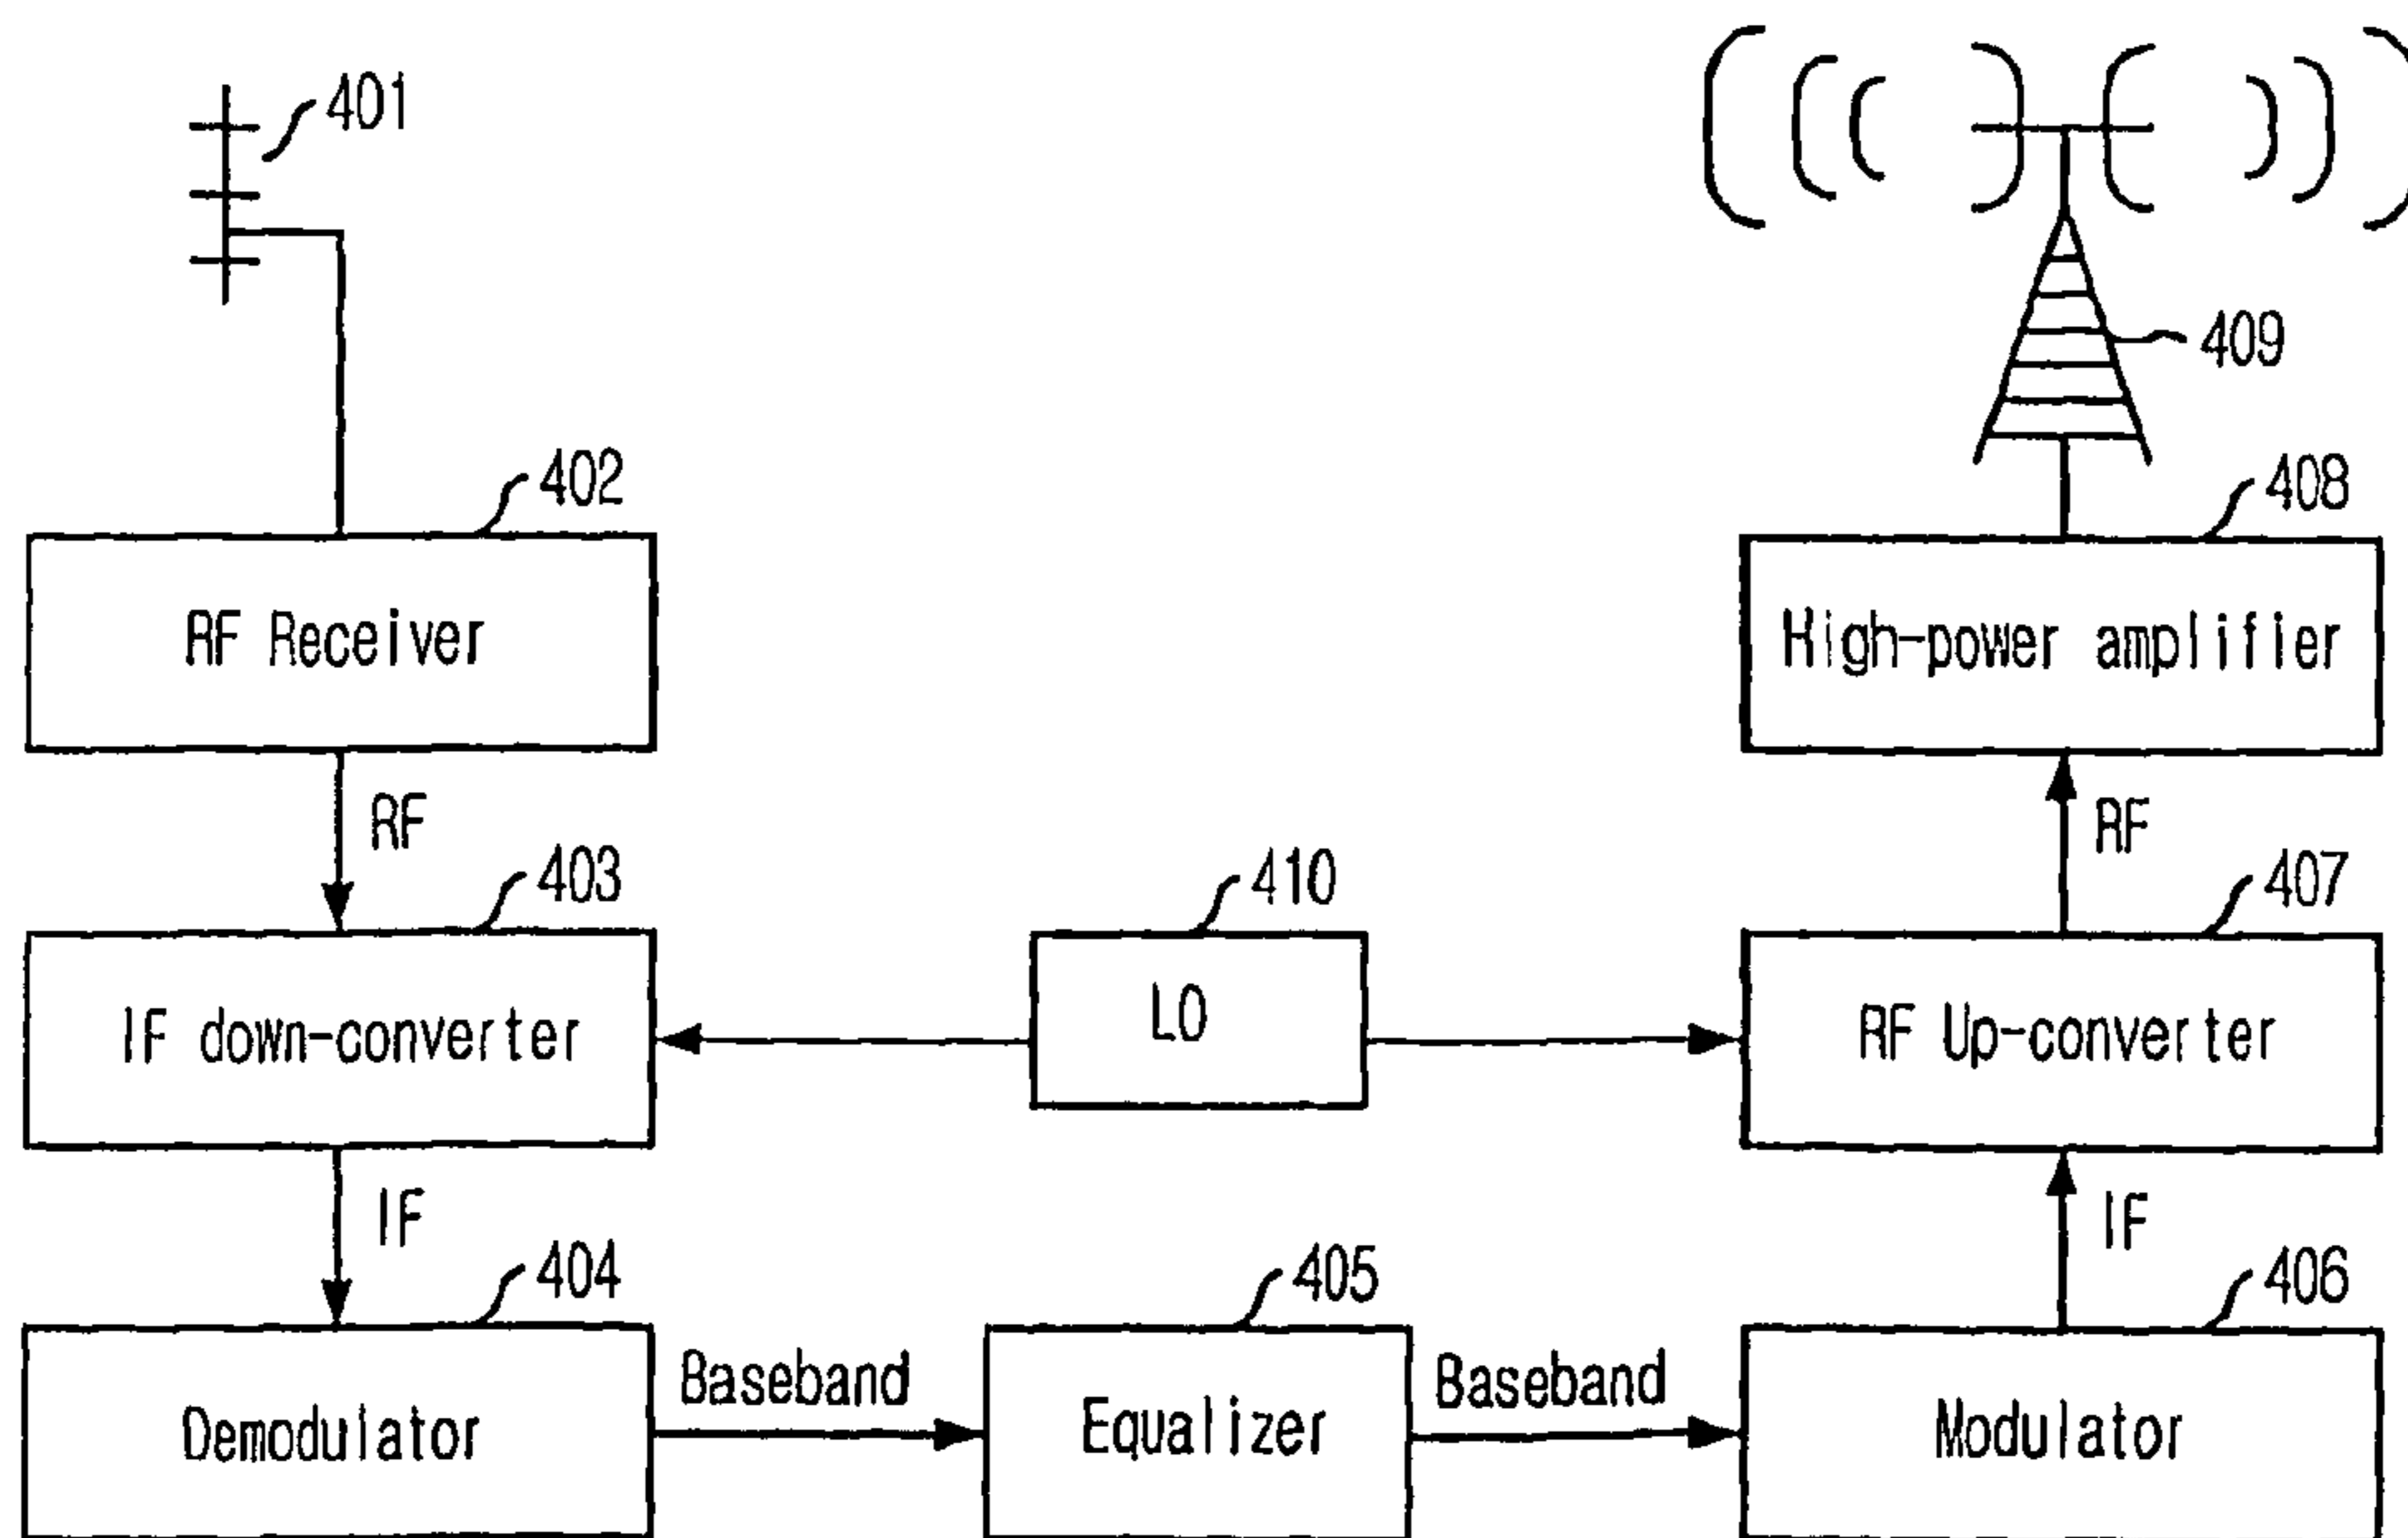 401
409
402
408
RF Receiver
High-power amplifier
RF
RF
403
410
407
IF down-converter
LO
RF Up-converter
IF
IF
404
405
406
Baseband
Baseband
Demodulator
Equalizer
Modulator